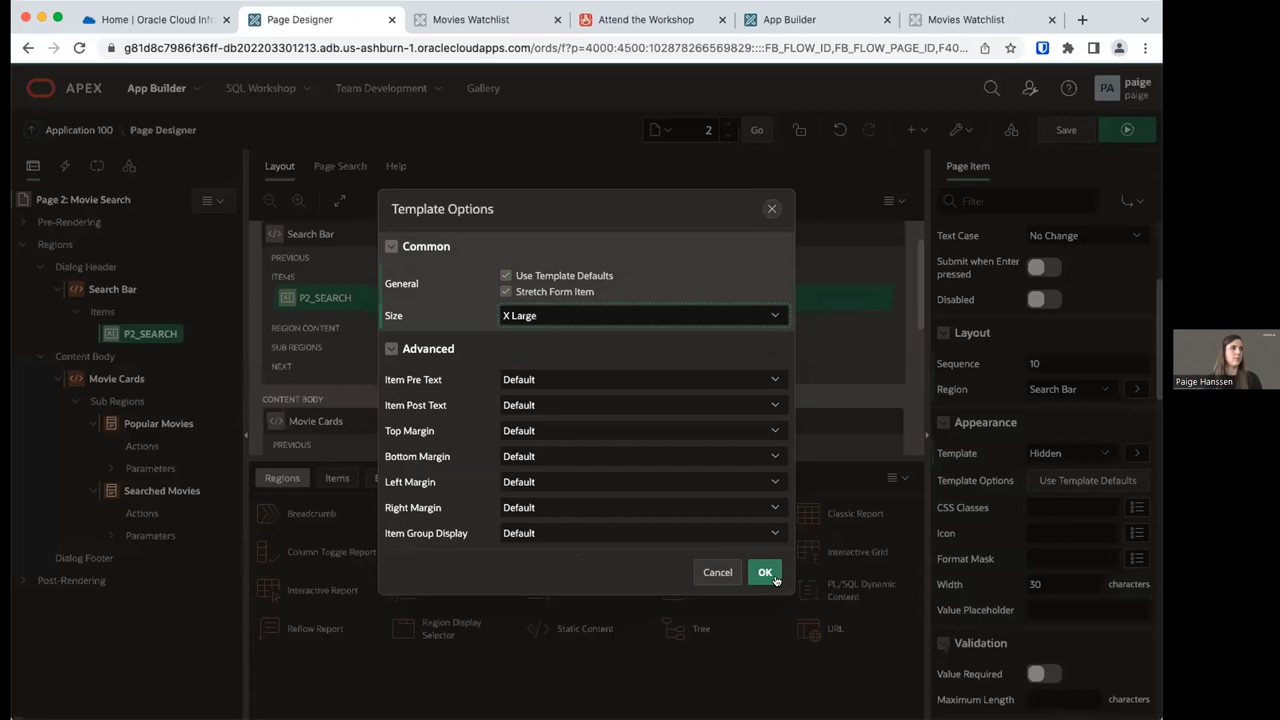 Home | Oracle Cloud Inf
Page Designer
Movies Watchlist
Attend the Workshop
App Builder
Movies Watchlist
g81d8c7986f36ff-db202203301213.adb.us-ashburn-1.oraclecloudapps.com/ords/f?p=4000:4500:10287826656929::::FB_FLOW_ID,FB_FLOW_PAGE_ID,F40...
APEX
App Builder
SQL Workshop
Team Development
Gallery
PA
paige
paige
Application 100
Page Designer
2
Go
Save
Layout
Page Search
Help
Page Item
Page 2: Movie Search
Pre-Rendering
Regions
Dialog Header
Search Bar
Items
P2_SEARCH
Content Body
Movie Cards
Sub Regions
Popular Movies
Actions
Parameters
Searched Movies
Actions
Parameters
Dialog Footer
Post-Rendering
Search Bar
PREVIOUS
ITEMS
P2_SEARCH
REGION CONTENT
SUB REGIONS
NEXT
CONTENT BODY
Movie Cards
PREVIOUS
Regions
Items
Breadcrumb
Classic Report
Column Toggle Report
Interactive Grid
Interactive Report
PL/SQL Dynamic
Content
Reflow Report
Region Display
Selector
Static Content
Tree
URL
Template Options
Common
General
Use Template Defaults
Stretch Form Item
Size
X Large
Advanced
Item Pre Text
Default
Item Post Text
Default
Top Margin
Default
Bottom Margin
Default
Left Margin
Default
Right Margin
Default
Item Group Display
Default
Cancel
OK
Filter
Text Case
No Change
Submit when Enter
pressed
Disabled
Layout
Sequence
10
Region
Search Bar
Appearance
Template
Hidden
Template Options
Use Template Defaults
CSS Classes
Icon
Format Mask
Width
30
characters
Value Placeholder
Validation
Value Required
Maximum Length
characters
Paige Hanssen